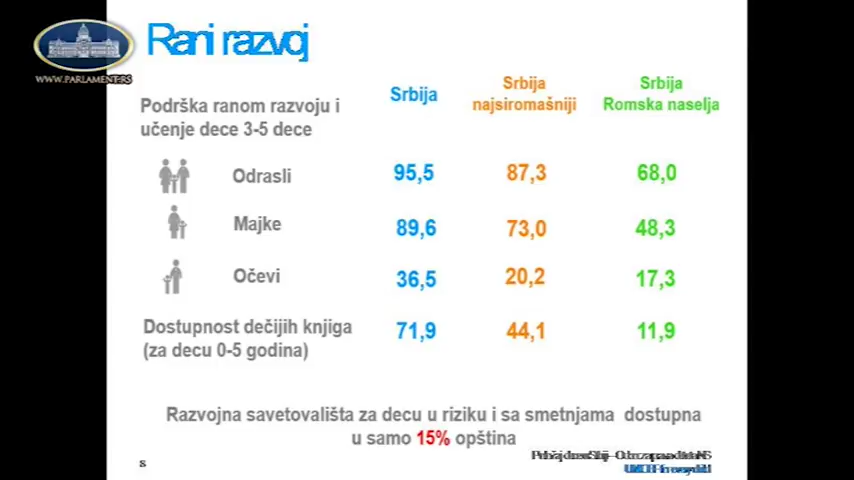 Rani razvoj
WWW.PARLAMENT.RS
Podrška ranom razvoju i
učenje dece 3-5 dece
Srbija
Srbija
najsiromašniji
Srbija
Romska naselja
Odrasli 95,5 87,3 68,0
Majke 89,6 73,0 48,3
Očevi 36,5 20,2 17,3
Dostupnost dečijih knjiga
(za decu 0-5 godina)
71,9 44,1 11,9
Razvojna savetovališta za decu u riziku i sa smetnjama dostupna
u samo 15% opština